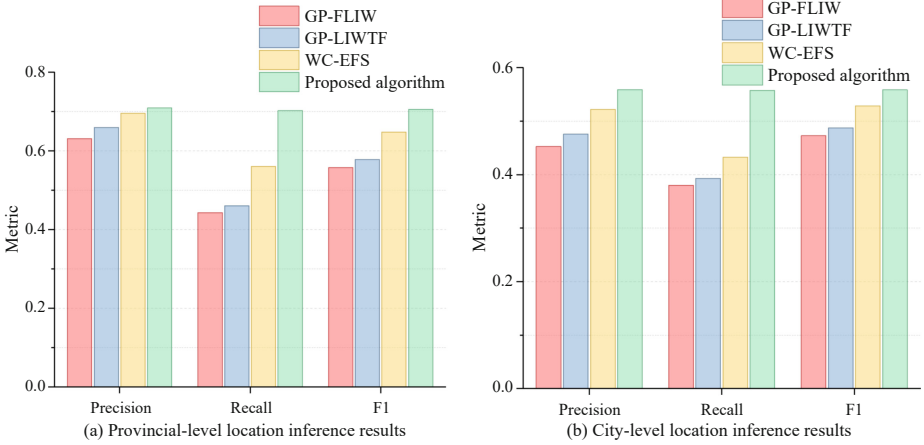 GP-FLIW
GP-LIWTF
WC-EFS
Proposed algorithm
0.8
0.6
0.4
0.2
0.0
Metric
Precision
Recall
F1
(a) Provincial-level location inference results
GP-FLIW
GP-LIWTF
WC-EFS
Proposed algorithm
0.6
0.4
0.2
0.0
Metric
Precision
Recall
F1
(b) City-level location inference results